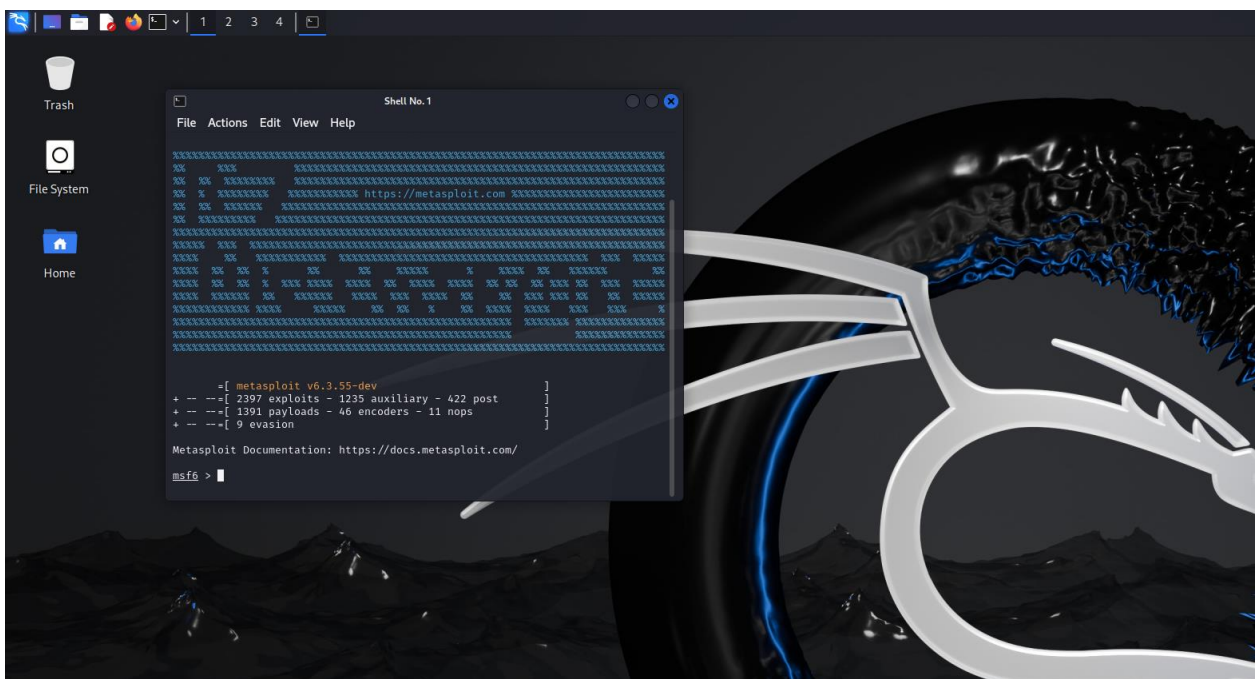 1 2 3 4
Trash
File System
Home
Shell No. 1
File Actions Edit View Help
%%%%%%%%%%%%%%%%%%%%%%%%%%%%%%%%%%%%%%%%%%%%%%%%%%%%%%%%%%%%%%%%%%%%%%%%%%%%%
%%     %%%         %%%%%%%%%%%%%%%%%%%%%%%%%%%%%%%%%%%%%%%%%%%%%%%%%%%%%%%%%%
%%  %%  %%%%%%%%   %%%%%%%%%%%%%%%%%%%%%%%%%%%%%%%%%%%%%%%%%%%%%%%%%%%%%%%%%%
%%  %  %%%%%%%%   %%%%%%%%%%% https://metasploit.com %%%%%%%%%%%%%%%%%%%%%%%%
%%  %%  %%%%%%   %%%%%%%%%%%%%%%%%%%%%%%%%%%%%%%%%%%%%%%%%%%%%%%%%%%%%%%%%%%%
%%  %%%%%%%%%   %%%%%%%%%%%%%%%%%%%%%%%%%%%%%%%%%%%%%%%%%%%%%%%%%%%%%%%%%%%%%
%%%%%%%%%%%%%%%%%%%%%%%%%%%%%%%%%%%%%%%%%%%%%%%%%%%%%%%%%%%%%%%%%%%%%%%%%%%%%
%%%%%  %%%  %%%%%%%%%%%%%%%%%%%%%%%%%%%%%%%%%%%%%%%%%%%%%%%%%%%%%%%%%%%%%%%%%
%%%%    %%   %%%%%%%%%%%  %%%%%%%%%%%%%%%%%%%%%%%%%%%%%%%%%%%%%%  %%%  %%%%%
%%%%  %%  %%  %      %%      %%    %%%%%      %    %%%%  %%   %%%%%%       %%
%%%%  %%  %%  %  %%% %%%%  %%%%  %%  %%%%  %%%%  %% %%  %% %%% %%  %%%  %%%%%
%%%%  %%%%%%  %%   %%%%%%   %%%%  %%%  %%%%  %%    %%  %%% %%% %%   %%  %%%%%
%%%%%%%%%%%% %%%%     %%%%%    %%  %%   %    %%  %%%%  %%%%   %%%   %%%     %
%%%%%%%%%%%%%%%%%%%%%%%%%%%%%%%%%%%%%%%%%%%%%%%%%%%%%  %%%%%%% %%%%%%%%%%%%%%
%%%%%%%%%%%%%%%%%%%%%%%%%%%%%%%%%%%%%%%%%%%%%%%%%%%%%          %%%%%%%%%%%%%%
%%%%%%%%%%%%%%%%%%%%%%%%%%%%%%%%%%%%%%%%%%%%%%%%%%%%%%%%%%%%%%%%%%%%%%%%%%%%%
=[ metasploit v6.3.55-dev ]
+ -- --=[ 2397 exploits - 1235 auxiliary - 422 post ]
+ -- --=[ 1391 payloads - 46 encoders - 11 nops ]
+ -- --=[ 9 evasion ]
Metasploit Documentation: https://docs.metasploit.com/
msf6 >